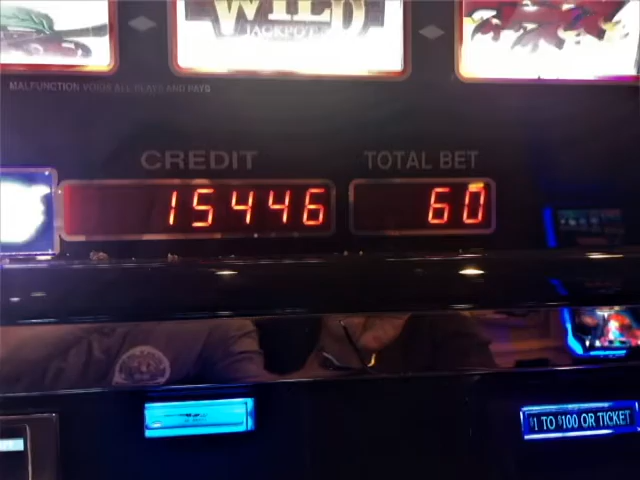 WILD
JACKPOT
MALFUNCTION VOIDS ALL PLAYS AND PAYS
CREDIT
TOTAL BET
15446
60
$1 TO $100 OR TICKET